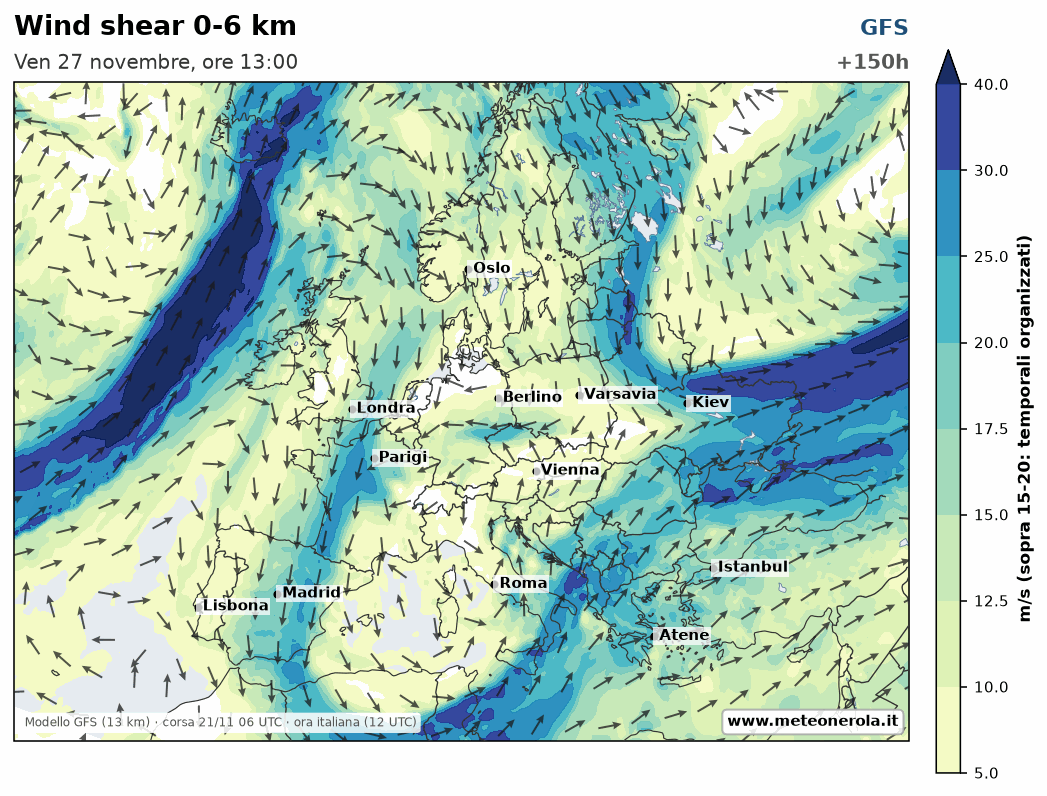 Wind shear 0-6 km
GFS
Ven 27 novembre, ore 13:00
+150h
40.0
30.0
25.0
20.0
17.5
15.0
12.5
10.0
5.0
m/s (sopra 15-20: temporali organizzati)
Oslo
Londra
Berlino
Varsavia
Kiev
Parigi
Vienna
Istanbul
Roma
Madrid
Lisbona
Atene
Modello GFS (13 km) · corsa 21/11 06 UTC · ora italiana (12 UTC)
www.meteonerola.it